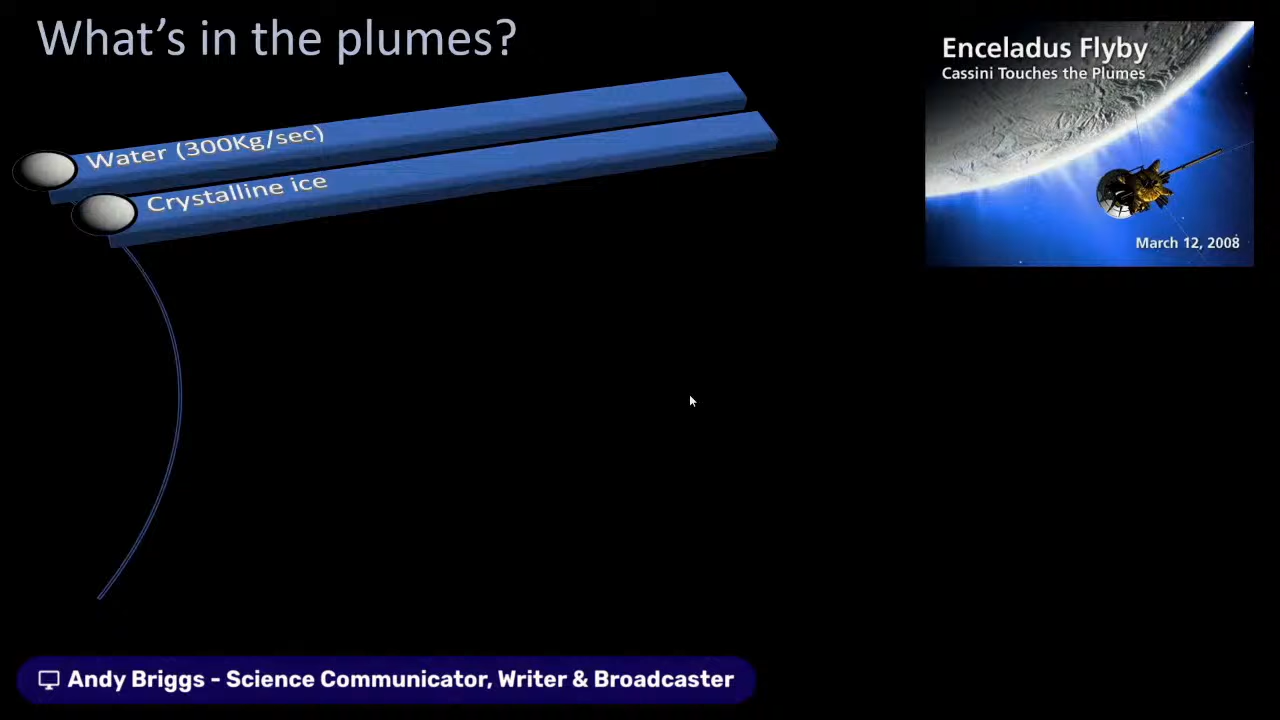 What's in the plumes?
Enceladus Flyby
Cassini Touches the Plumes
Water (300Kg/sec)
Crystalline ice
March 12, 2008
Andy Briggs - Science Communicator, Writer & Broadcaster